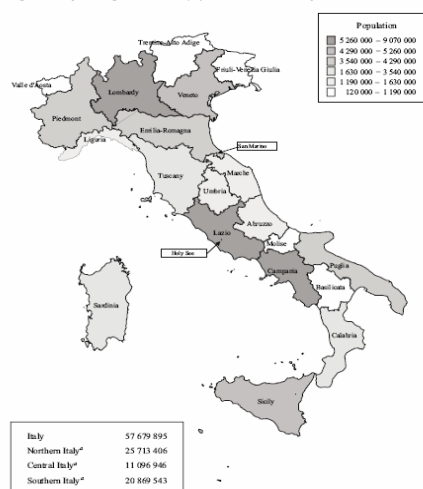 Population
5 260 000 – 9 070 000
4 290 000 – 5 260 000
3 540 000 – 4 290 000
1 630 000 – 3 540 000
1 190 000 – 1 630 000
120 000 – 1 190 000
Trentino-Alto Adige
Friuli-Venezia Giulia
Valle d'Aosta
Lombardy
Veneto
Piedmont
Emilia-Romagna
Liguria
San Marino
Tuscany
Marche
Umbria
Abruzzo
Lazio
Molise
Holy See
Campania
Puglia
Basilicata
Sardinia
Calabria
Sicily
Italy 57 679 895
Northern Italy a 25 713 406
Central Italy a 11 096 946
Southern Italy a 20 869 543